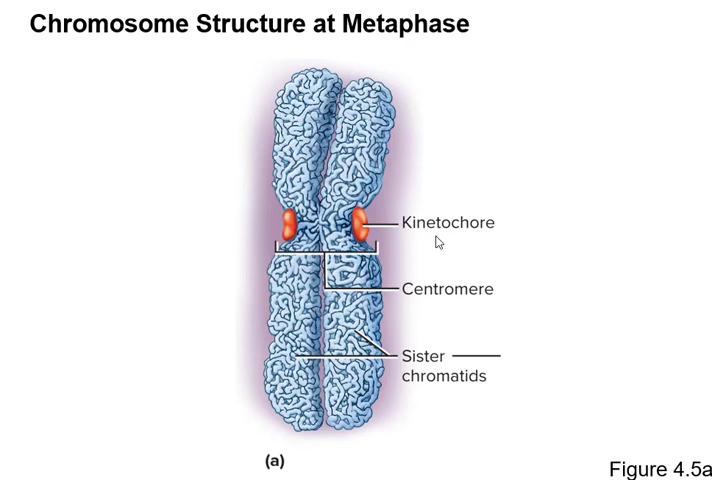 Chromosome Structure at Metaphase
Kinetochore
Centromere
Sister
chromatids
(a)
Figure 4.5a